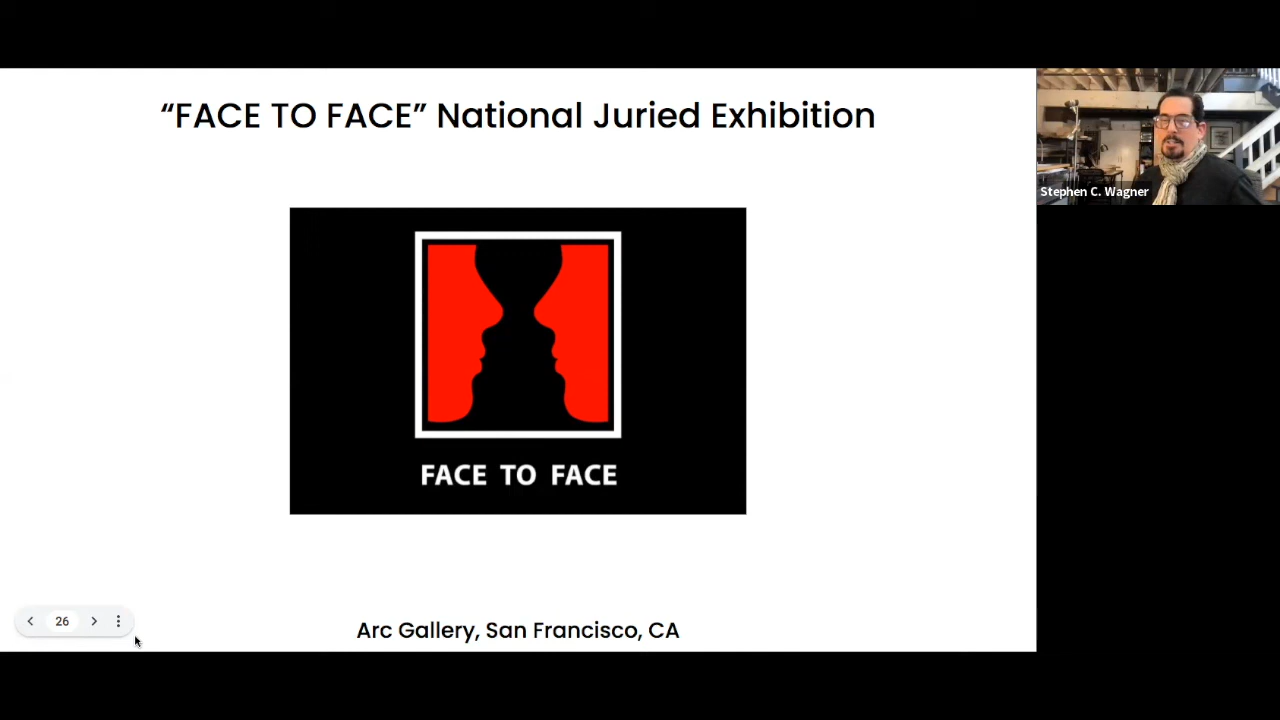 “FACE TO FACE” National Juried Exhibition
Stephen C. Wagner
FACE TO FACE
26
Arc Gallery, San Francisco, CA